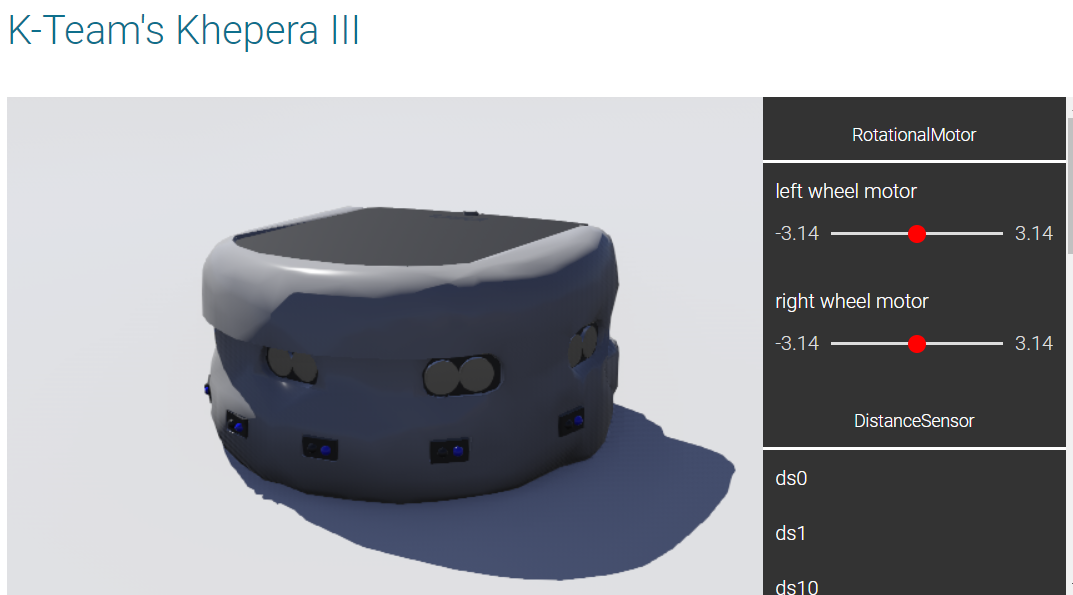 K-Team's Khepera III
RotationalMotor
left wheel motor
-3.14 3.14
right wheel motor
-3.14 3.14
DistanceSensor
ds0
ds1
ds10